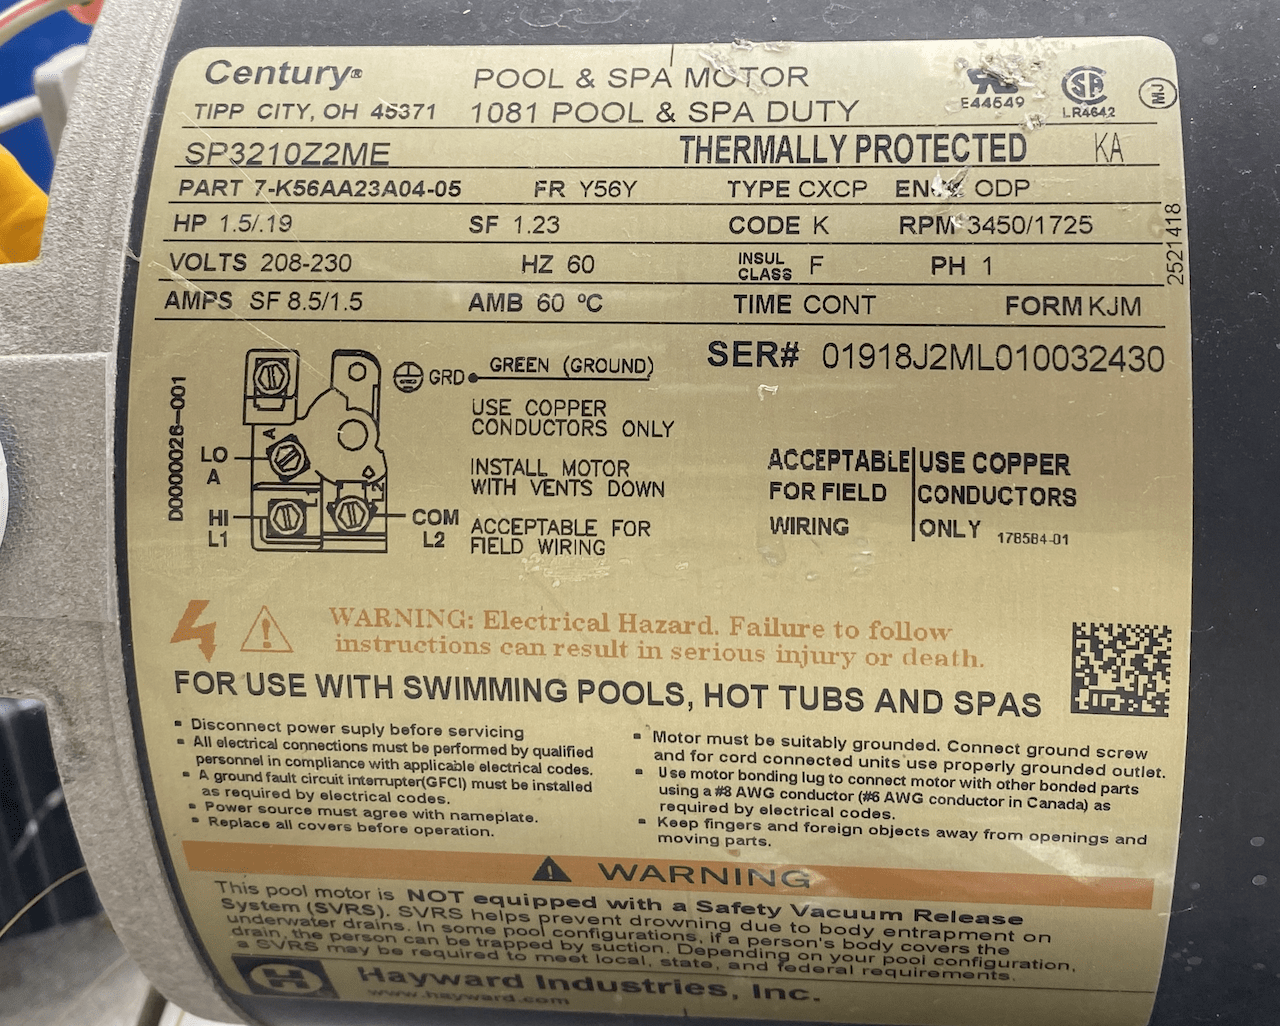 Century®
POOL & SPA MOTOR
TIPP CITY, OH 45371
1081 POOL & SPA DUTY
E44649
LR4642
MJ
SP3210Z2ME
THERMALLY PROTECTED
KA
PART 7-K56AA23A04-05 FR Y56Y TYPE CXCP ODP
HP 1.5/.19 SF 1.23 CODE K RPM 3450/1725
VOLTS 208-230 HZ 60 INSUL CLASS F PH 1
AMPS SF 8.5/1.5 AMB 60 ºC TIME CONT FORM KJM
2521418
SER# 01918J2ML010032430
D000026-001
GRD GREEN (GROUND)
USE COPPER
CONDUCTORS ONLY
INSTALL MOTOR
WITH VENTS DOWN
ACCEPTABLE FOR
FIELD WIRING
A
LO
A
HI
L1
COM
L2
ACCEPTABLE
FOR FIELD
WIRING
USE COPPER
CONDUCTORS
ONLY 178584-01
WARNING: Electrical Hazard. Failure to follow
instructions can result in serious injury or death.
FOR USE WITH SWIMMING POOLS, HOT TUBS AND SPAS
▪ Disconnect power suply before servicing
▪ All electrical connections must be performed by qualified
personnel in compliance with applicable electrical codes.
▪ A ground fault circuit interrupter(GFCI) must be installed
as required by electrical codes.
▪ Power source must agree with nameplate.
▪ Replace all covers before operation.
▪ Motor must be suitably grounded. Connect ground screw
and for cord connected units use properly grounded outlet.
▪ Use motor bonding lug to connect motor with other bonded parts
using a #8 AWG conductor (#6 AWG conductor in Canada) as
required by electrical codes.
▪ Keep fingers and foreign objects away from openings and
moving parts.
WARNING
This pool motor is NOT equipped with a Safety Vacuum Release
System (SVRS). SVRS helps prevent drowning due to body entrapment on
underwater drains. In some pool configurations, if a person's body covers the
drain, the person can be trapped by suction. Depending on your pool configuration,
a SVRS may be required to meet local, state, and federal requirements.
H
Hayward Industries, Inc.
www.hayward.com